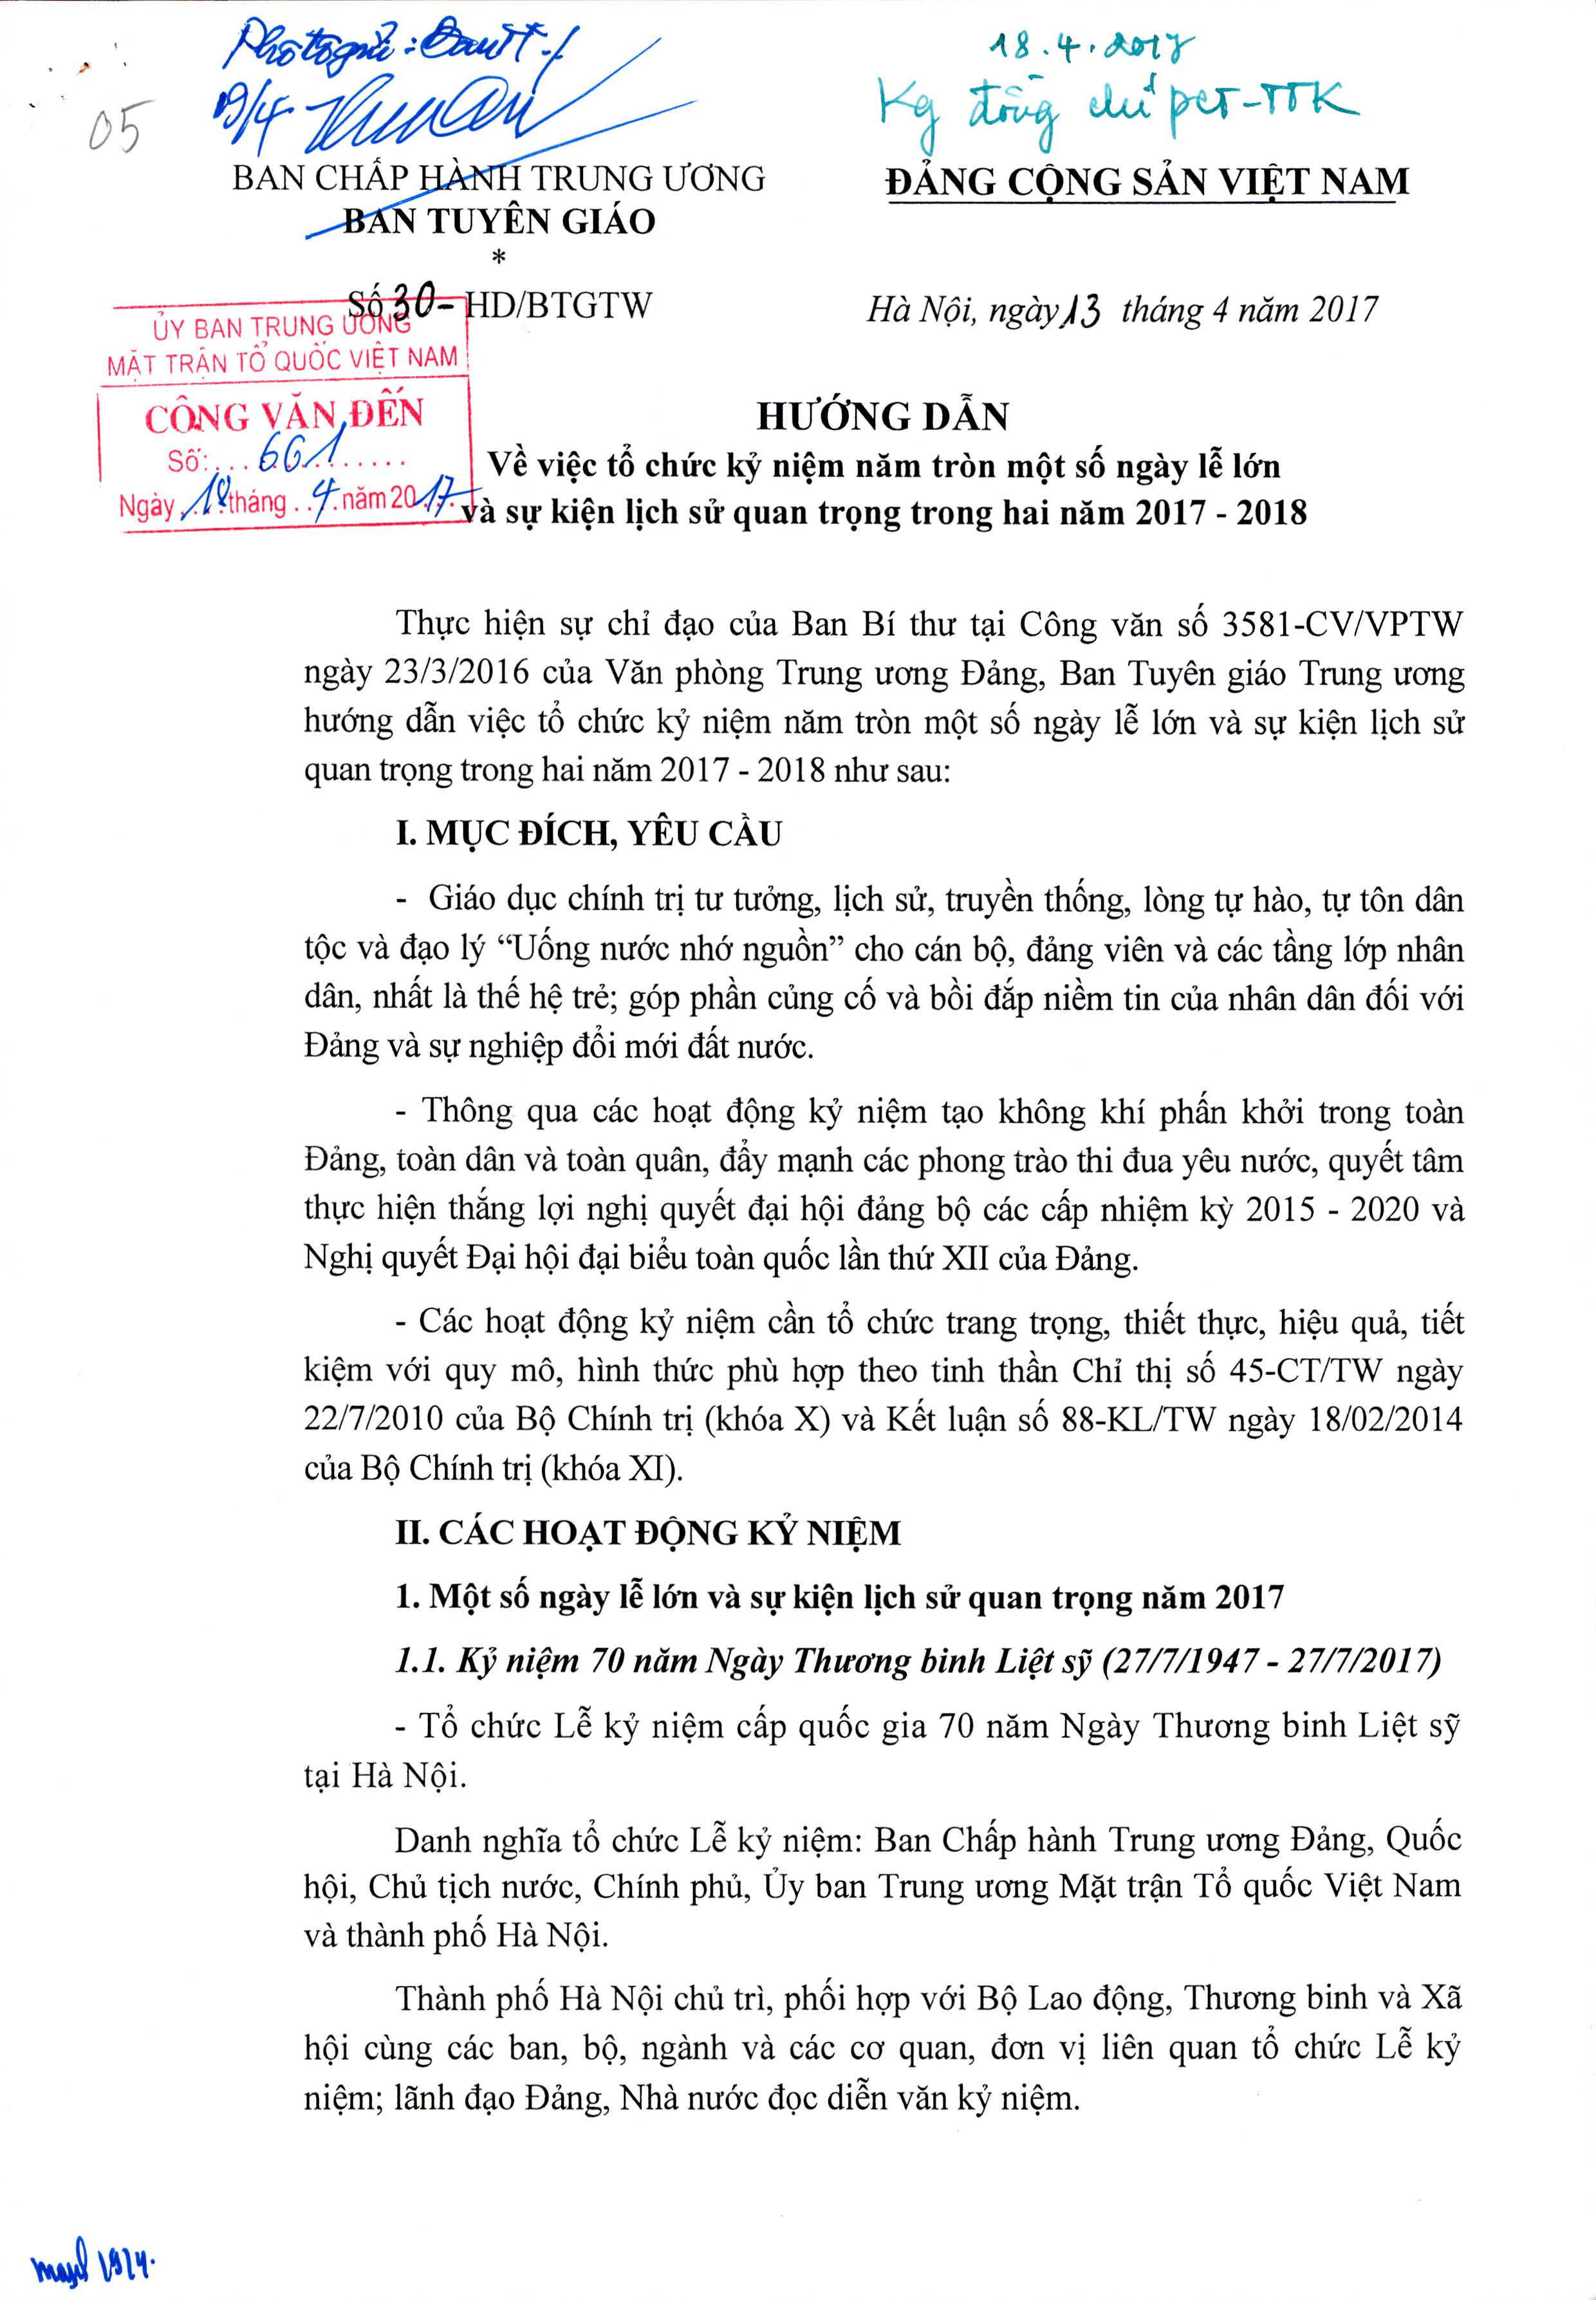 Phôtô gửi: Ban TT
19/4
18.4.2017
Kg đồng chí PCT-TTK
05
BAN CHẤP HÀNH TRUNG ƯƠNG
BAN TUYÊN GIÁO
*
Số 30- HD/BTGTW
ĐẢNG CỘNG SẢN VIỆT NAM
Hà Nội, ngày 13 tháng 4 năm 2017
ỦY BAN TRUNG ƯƠNG
MẶT TRẬN TỔ QUỐC VIỆT NAM
CÔNG VĂN ĐẾN
Số: 661
Ngày 18 tháng 4 năm 2017
HƯỚNG DẪN
Về việc tổ chức kỷ niệm năm tròn một số ngày lễ lớn
và sự kiện lịch sử quan trọng trong hai năm 2017 - 2018
Thực hiện sự chỉ đạo của Ban Bí thư tại Công văn số 3581-CV/VPTW
ngày 23/3/2016 của Văn phòng Trung ương Đảng, Ban Tuyên giáo Trung ương
hướng dẫn việc tổ chức kỷ niệm năm tròn một số ngày lễ lớn và sự kiện lịch sử
quan trọng trong hai năm 2017 - 2018 như sau:
I. MỤC ĐÍCH, YÊU CẦU
- Giáo dục chính trị tư tưởng, lịch sử, truyền thống, lòng tự hào, tự tôn dân
tộc và đạo lý “Uống nước nhớ nguồn” cho cán bộ, đảng viên và các tầng lớp nhân
dân, nhất là thế hệ trẻ; góp phần củng cố và bồi đắp niềm tin của nhân dân đối với
Đảng và sự nghiệp đổi mới đất nước.
- Thông qua các hoạt động kỷ niệm tạo không khí phấn khởi trong toàn
Đảng, toàn dân và toàn quân, đẩy mạnh các phong trào thi đua yêu nước, quyết tâm
thực hiện thắng lợi nghị quyết đại hội đảng bộ các cấp nhiệm kỳ 2015 - 2020 và
Nghị quyết Đại hội đại biểu toàn quốc lần thứ XII của Đảng.
- Các hoạt động kỷ niệm cần tổ chức trang trọng, thiết thực, hiệu quả, tiết
kiệm với quy mô, hình thức phù hợp theo tinh thần Chỉ thị số 45-CT/TW ngày
22/7/2010 của Bộ Chính trị (khóa X) và Kết luận số 88-KL/TW ngày 18/02/2014
của Bộ Chính trị (khóa XI).
II. CÁC HOẠT ĐỘNG KỶ NIỆM
1. Một số ngày lễ lớn và sự kiện lịch sử quan trọng năm 2017
1.1. Kỷ niệm 70 năm Ngày Thương binh Liệt sỹ (27/7/1947 - 27/7/2017)
- Tổ chức Lễ kỷ niệm cấp quốc gia 70 năm Ngày Thương binh Liệt sỹ
tại Hà Nội.
Danh nghĩa tổ chức Lễ kỷ niệm: Ban Chấp hành Trung ương Đảng, Quốc
hội, Chủ tịch nước, Chính phủ, Ủy ban Trung ương Mặt trận Tổ quốc Việt Nam
và thành phố Hà Nội.
Thành phố Hà Nội chủ trì, phối hợp với Bộ Lao động, Thương binh và Xã
hội cùng các ban, bộ, ngành và các cơ quan, đơn vị liên quan tổ chức Lễ kỷ
niệm; lãnh đạo Đảng, Nhà nước đọc diễn văn kỷ niệm.
19/4.